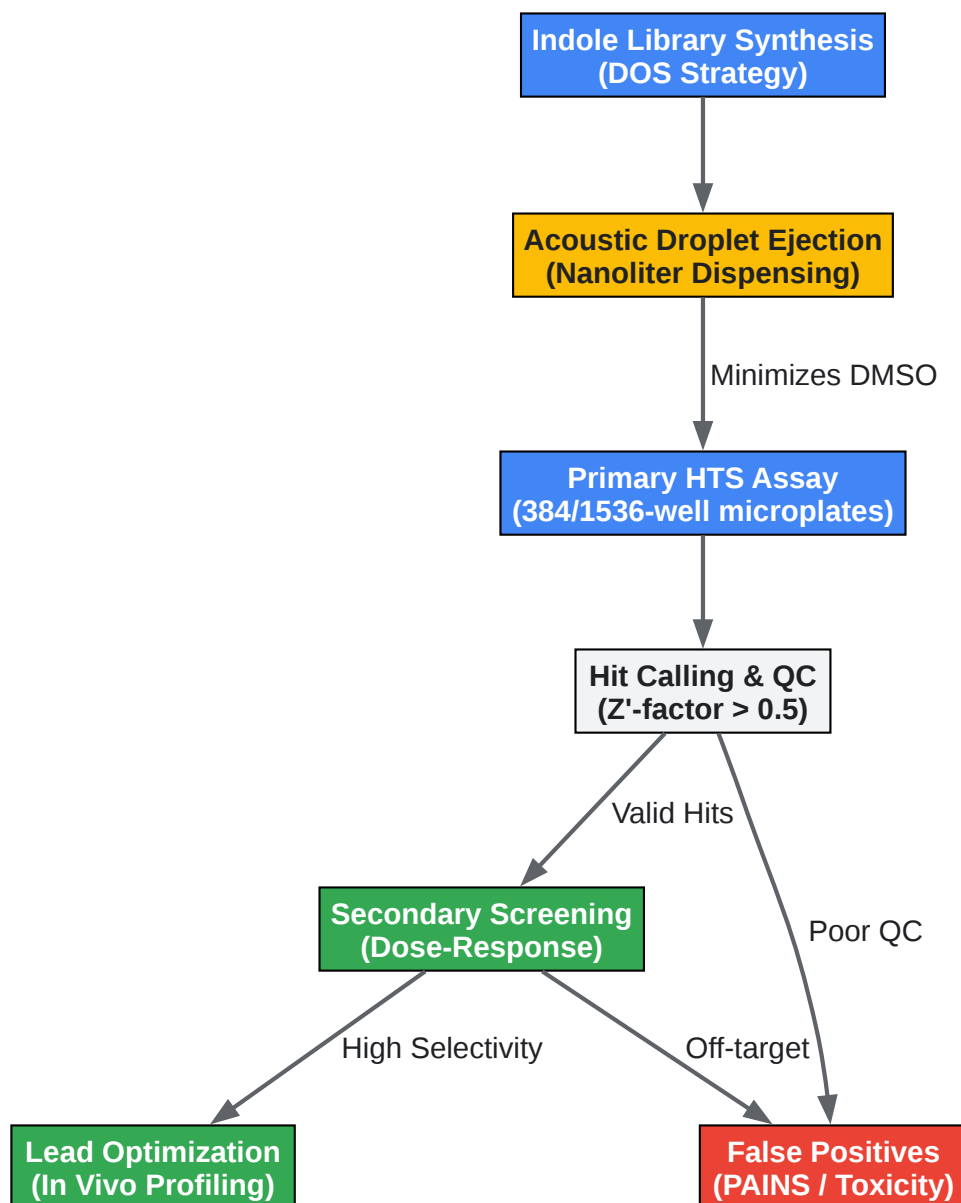 Indole Library Synthesis
(DOS Strategy)
Acoustic Droplet Ejection
(Nanoliter Dispensing)
Minimizes DMSO
Primary HTS Assay
(384/1536-well microplates)
Hit Calling & QC
(Z'-factor > 0.5)
Valid Hits
Secondary Screening
(Dose-Response)
Poor QC
High Selectivity
Off-target
Lead Optimization
(In Vivo Profiling)
False Positives
(PAINS / Toxicity)